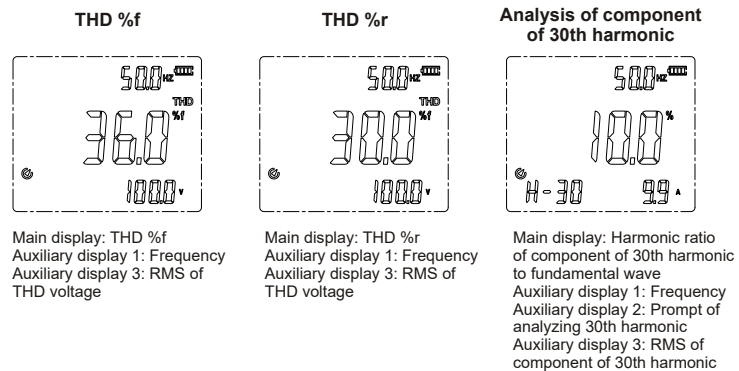 THD %f
50.0 HZ
THD
36.0 %f
100.0 V
Main display: THD %f
Auxiliary display 1: Frequency
Auxiliary display 3: RMS of
THD voltage
THD %r
50.0 HZ
THD
30.0 %f
100.0 V
Main display: THD %r
Auxiliary display 1: Frequency
Auxiliary display 3: RMS of
THD voltage
Analysis of component
of 30th harmonic
50.0 HZ
10.0 %
H-30 9.9 A
Main display: Harmonic ratio
of component of 30th harmonic
to fundamental wave
Auxiliary display 1: Frequency
Auxiliary display 2: Prompt of
analyzing 30th harmonic
Auxiliary display 3: RMS of
component of 30th harmonic